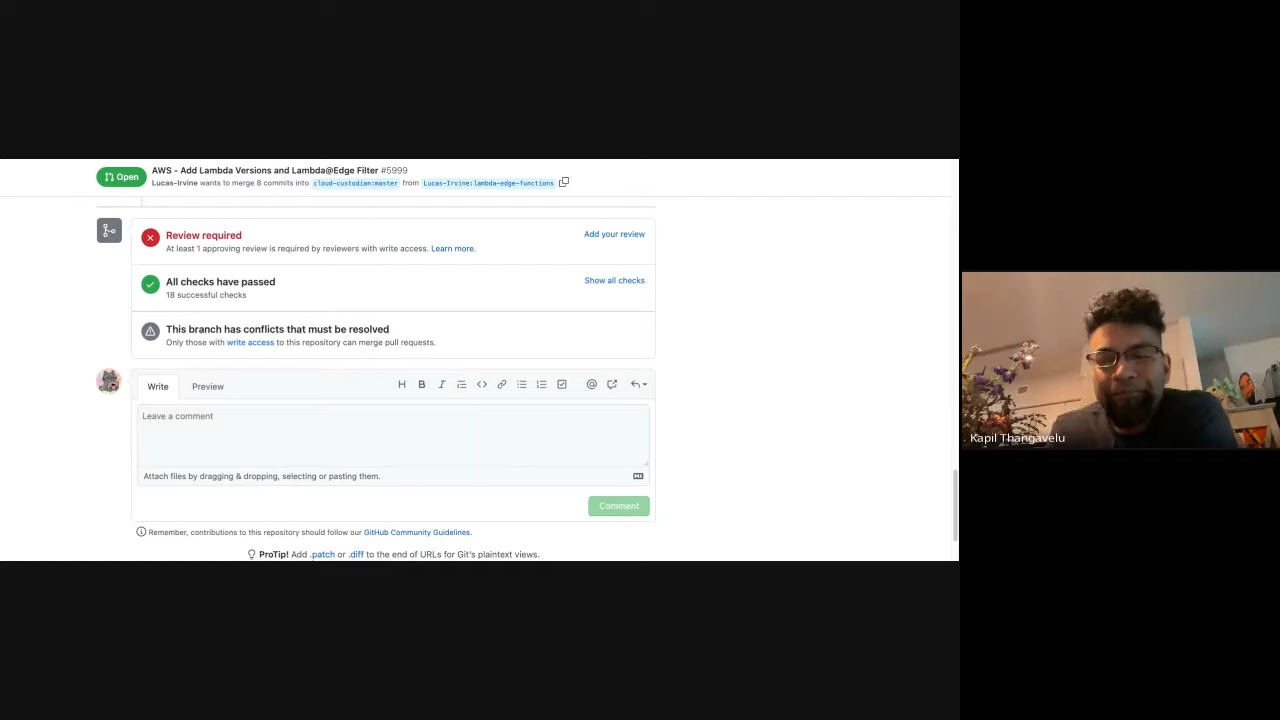 Open
AWS - Add Lambda Versions and Lambda@Edge Filter #5999
Lucas-Irvine wants to merge 8 commits into cloud-custodian:master from Lucas-Irvine:lambda-edge-functions
Review required
Add your review
At least 1 approving review is required by reviewers with write access. Learn more.
All checks have passed
Show all checks
18 successful checks
This branch has conflicts that must be resolved
Only those with write access to this repository can merge pull requests.
Write
Preview
Leave a comment
Attach files by dragging & dropping, selecting or pasting them.
Comment
Remember, contributions to this repository should follow our GitHub Community Guidelines.
ProTip! Add .patch or .diff to the end of URLs for Git's plaintext views.
Kapil Thangavelu